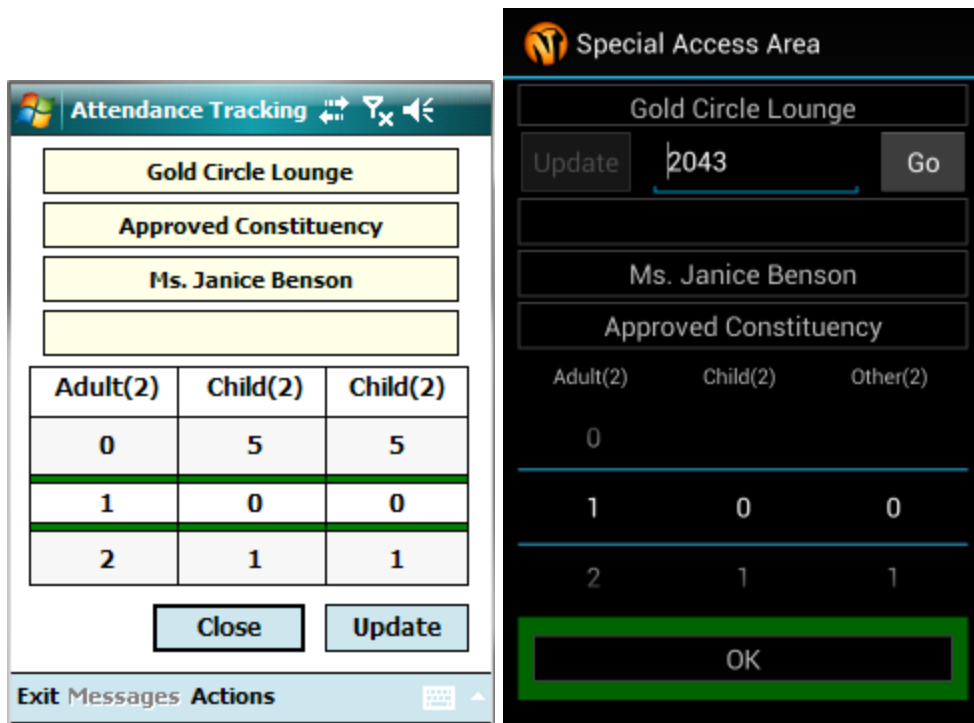 Attendance Tracking
Gold Circle Lounge
Approved Constituency
Ms. Janice Benson
Adult(2) Child(2) Child(2)
0 5 5
1 0 0
2 1 1
Close Update
Exit Messages Actions
Special Access Area
Gold Circle Lounge
Update 2043 Go
Ms. Janice Benson
Approved Constituency
Adult(2) Child(2) Other(2)
0
1 0 0
2 1 1
OK